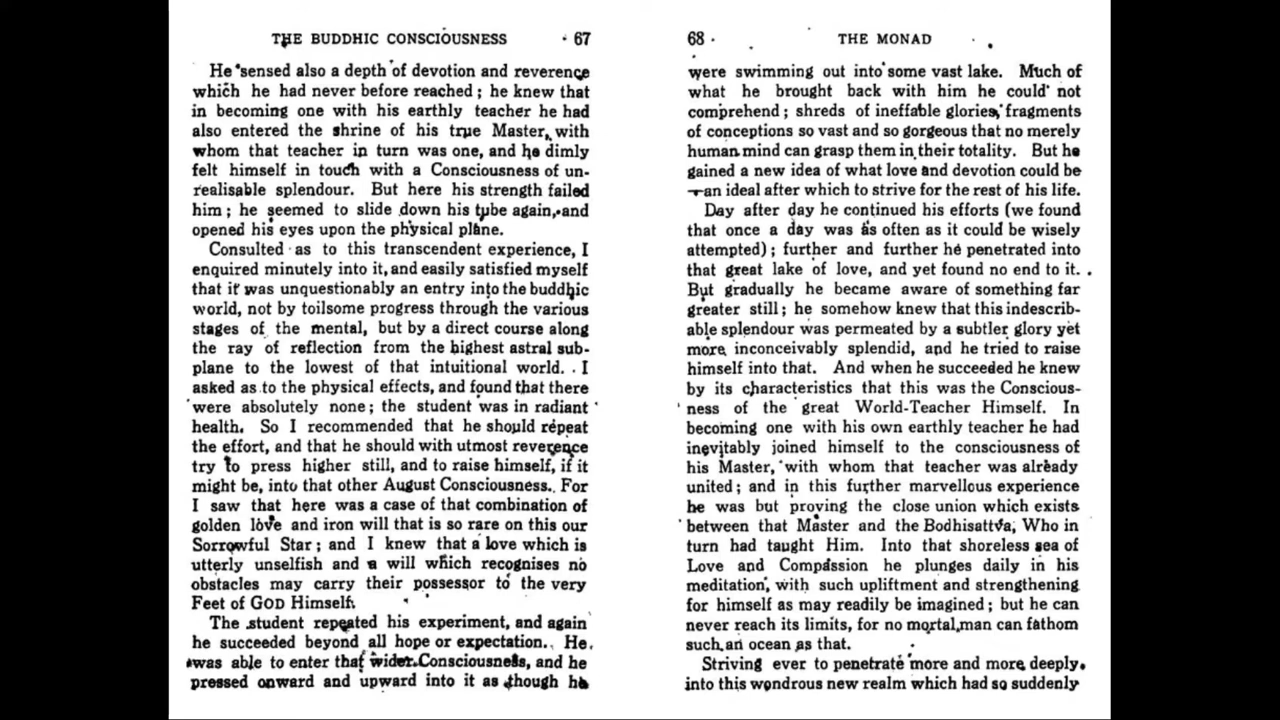 THE BUDDHIC CONSCIOUSNESS 67
He sensed also a depth of devotion and reverence
which he had never before reached; he knew that
in becoming one with his earthly teacher he had
also entered the shrine of his true Master, with
whom that teacher in turn was one, and he dimly
felt himself in touch with a Consciousness of un-
realisable splendour. But here his strength failed
him; he seemed to slide down his tube again, and
opened his eyes upon the physical plane.
Consulted as to this transcendent experience, I
enquired minutely into it, and easily satisfied myself
that it was unquestionably an entry into the buddhic
world, not by toilsome progress through the various
stages of the mental, but by a direct course along
the ray of reflection from the highest astral sub-
plane to the lowest of that intuitional world. I
asked as to the physical effects, and found that there
were absolutely none; the student was in radiant
health. So I recommended that he should repeat
the effort, and that he should with utmost reverence
try to press higher still, and to raise himself, if it
might be, into that other August Consciousness. For
I saw that here was a case of that combination of
golden love and iron will that is so rare on this our
Sorrowful Star; and I knew that a love which is
utterly unselfish and a will which recognises no
obstacles may carry their possessor to the very
Feet of GOD Himself.
The student repeated his experiment, and again
he succeeded beyond all hope or expectation. He
was able to enter that wider Consciousness, and he
pressed onward and upward into it as though he
68 THE MONAD
were swimming out into some vast lake. Much of
what he brought back with him he could not
comprehend; shreds of ineffable glories, fragments
of conceptions so vast and so gorgeous that no merely
human mind can grasp them in their totality. But he
gained a new idea of what love and devotion could be
—an ideal after which to strive for the rest of his life.
Day after day he continued his efforts (we found
that once a day was as often as it could be wisely
attempted); further and further he penetrated into
that great lake of love, and yet found no end to it.
But gradually he became aware of something far
greater still; he somehow knew that this indescrib-
able splendour was permeated by a subtler glory yet
more inconceivably splendid, and he tried to raise
himself into that. And when he succeeded he knew
by its characteristics that this was the Conscious-
ness of the great World-Teacher Himself. In
becoming one with his own earthly teacher he had
inevitably joined himself to the consciousness of
his Master, with whom that teacher was already
united; and in this further marvellous experience
he was but proving the close union which exists
between that Master and the Bodhisattva, Who in
turn had taught Him. Into that shoreless sea of
Love and Compassion he plunges daily in his
meditation, with such upliftment and strengthening
for himself as may readily be imagined; but he can
never reach its limits, for no mortal man can fathom
such an ocean as that.
Striving ever to penetrate more and more deeply
into this wondrous new realm which had so suddenly